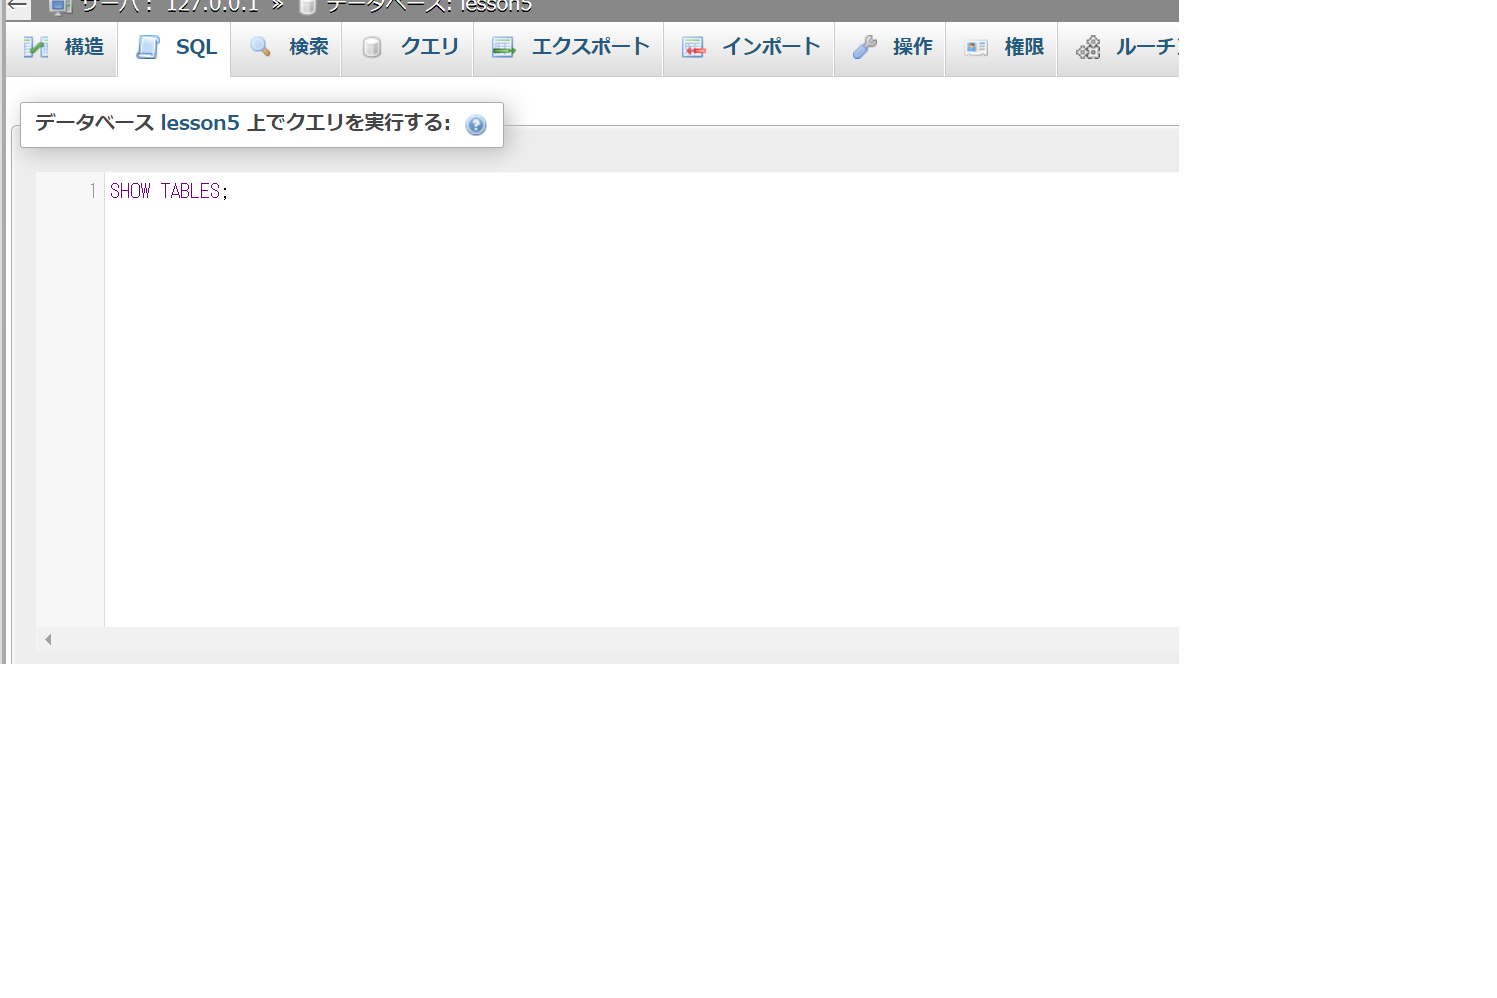 サーバ: 127.0.0.1 » データベース: lesson5
構造 SQL 検索 クエリ エクスポート インポート 操作 権限 ルーチ
データベース lesson5 上でクエリを実行する:
1 SHOW TABLES;